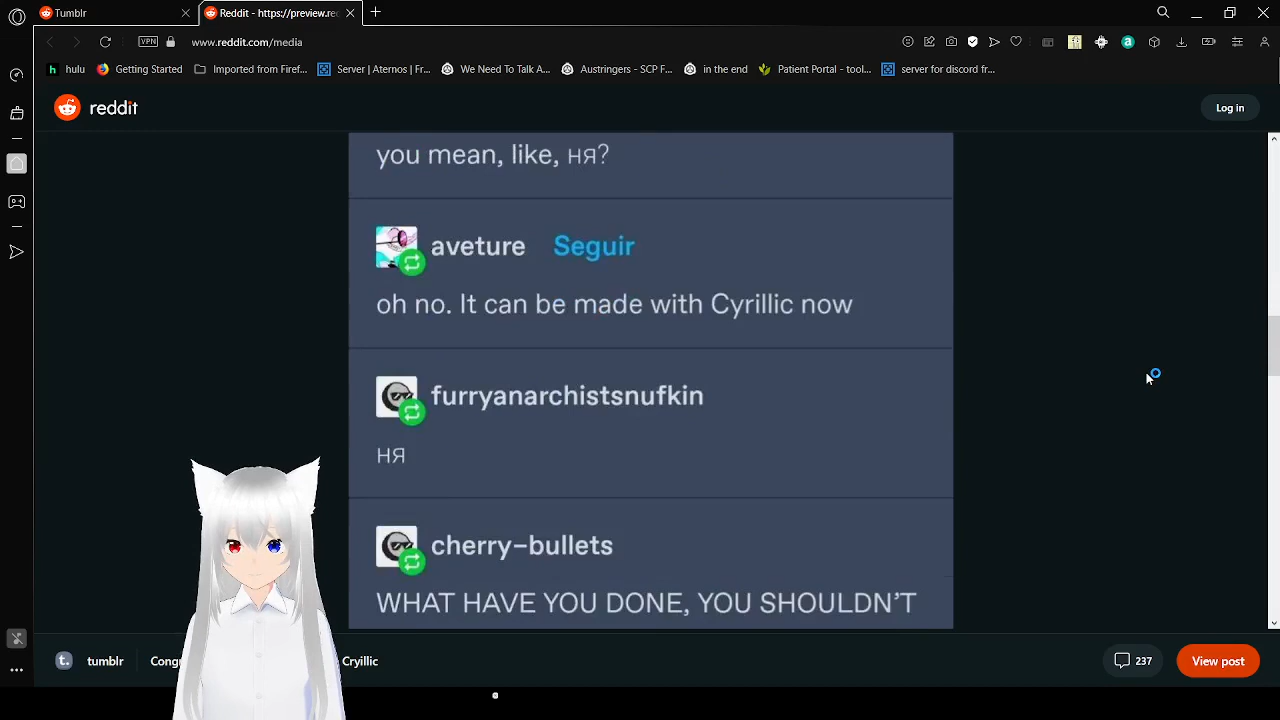 Tumblr
Reddit - https://preview.rec
VPN
www.reddit.com/media
hulu
Getting Started
Imported from Firef...
Server | Aternos | Fr...
We Need To Talk A...
Austringers - SCP F...
in the end
Patient Portal - tool...
server for discord fr...
reddit
Log in
you mean, like, ня?
aveture Seguir
oh no. It can be made with Cyrillic now
furryanarchistsnufkin
ня
cherry-bullets
WHAT HAVE YOU DONE, YOU SHOULDN'T
t. tumblr Cong Cryillic
237
View post